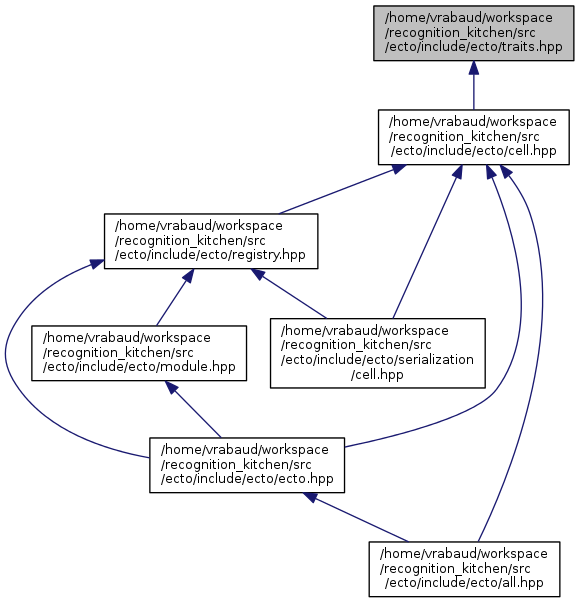 /home/vrabaud/workspace
/recognition_kitchen/src
/ecto/include/ecto/traits.hpp
/home/vrabaud/workspace
/recognition_kitchen/src
/ecto/include/ecto/cell.hpp
/home/vrabaud/workspace
/recognition_kitchen/src
/ecto/include/ecto/registry.hpp
/home/vrabaud/workspace
/recognition_kitchen/src
/ecto/include/ecto/module.hpp
/home/vrabaud/workspace
/recognition_kitchen/src
/ecto/include/ecto/serialization
/cell.hpp
/home/vrabaud/workspace
/recognition_kitchen/src
/ecto/include/ecto/ecto.hpp
/home/vrabaud/workspace
/recognition_kitchen/src
/ecto/include/ecto/all.hpp